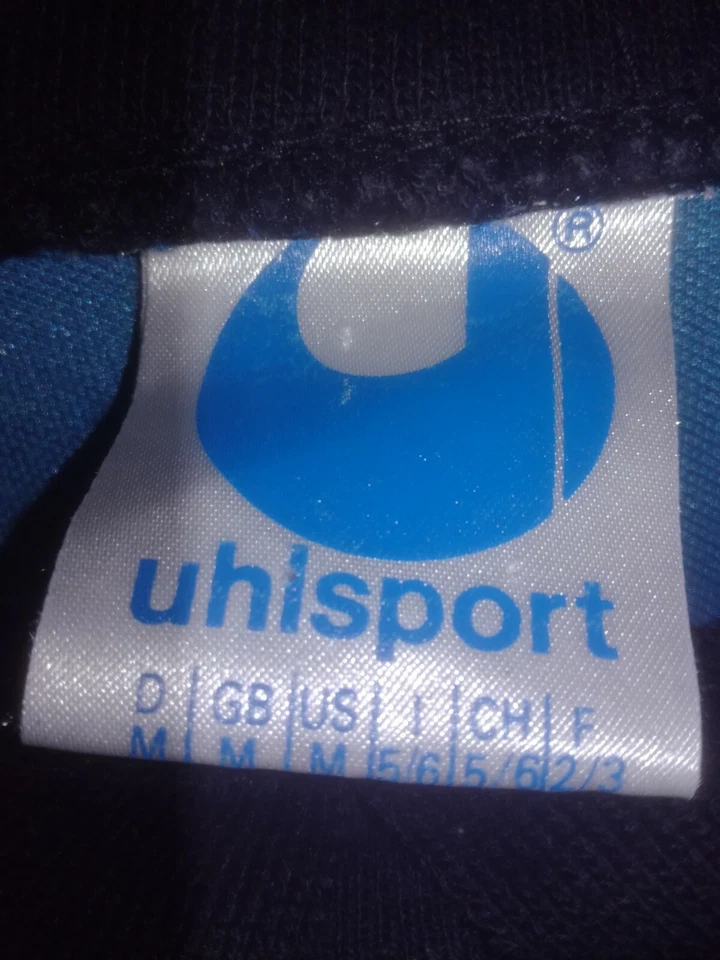 ®
uhlsport
D | GB | US | I | CH | F
M | M | M | 5/6 | 5/6 | 2/3